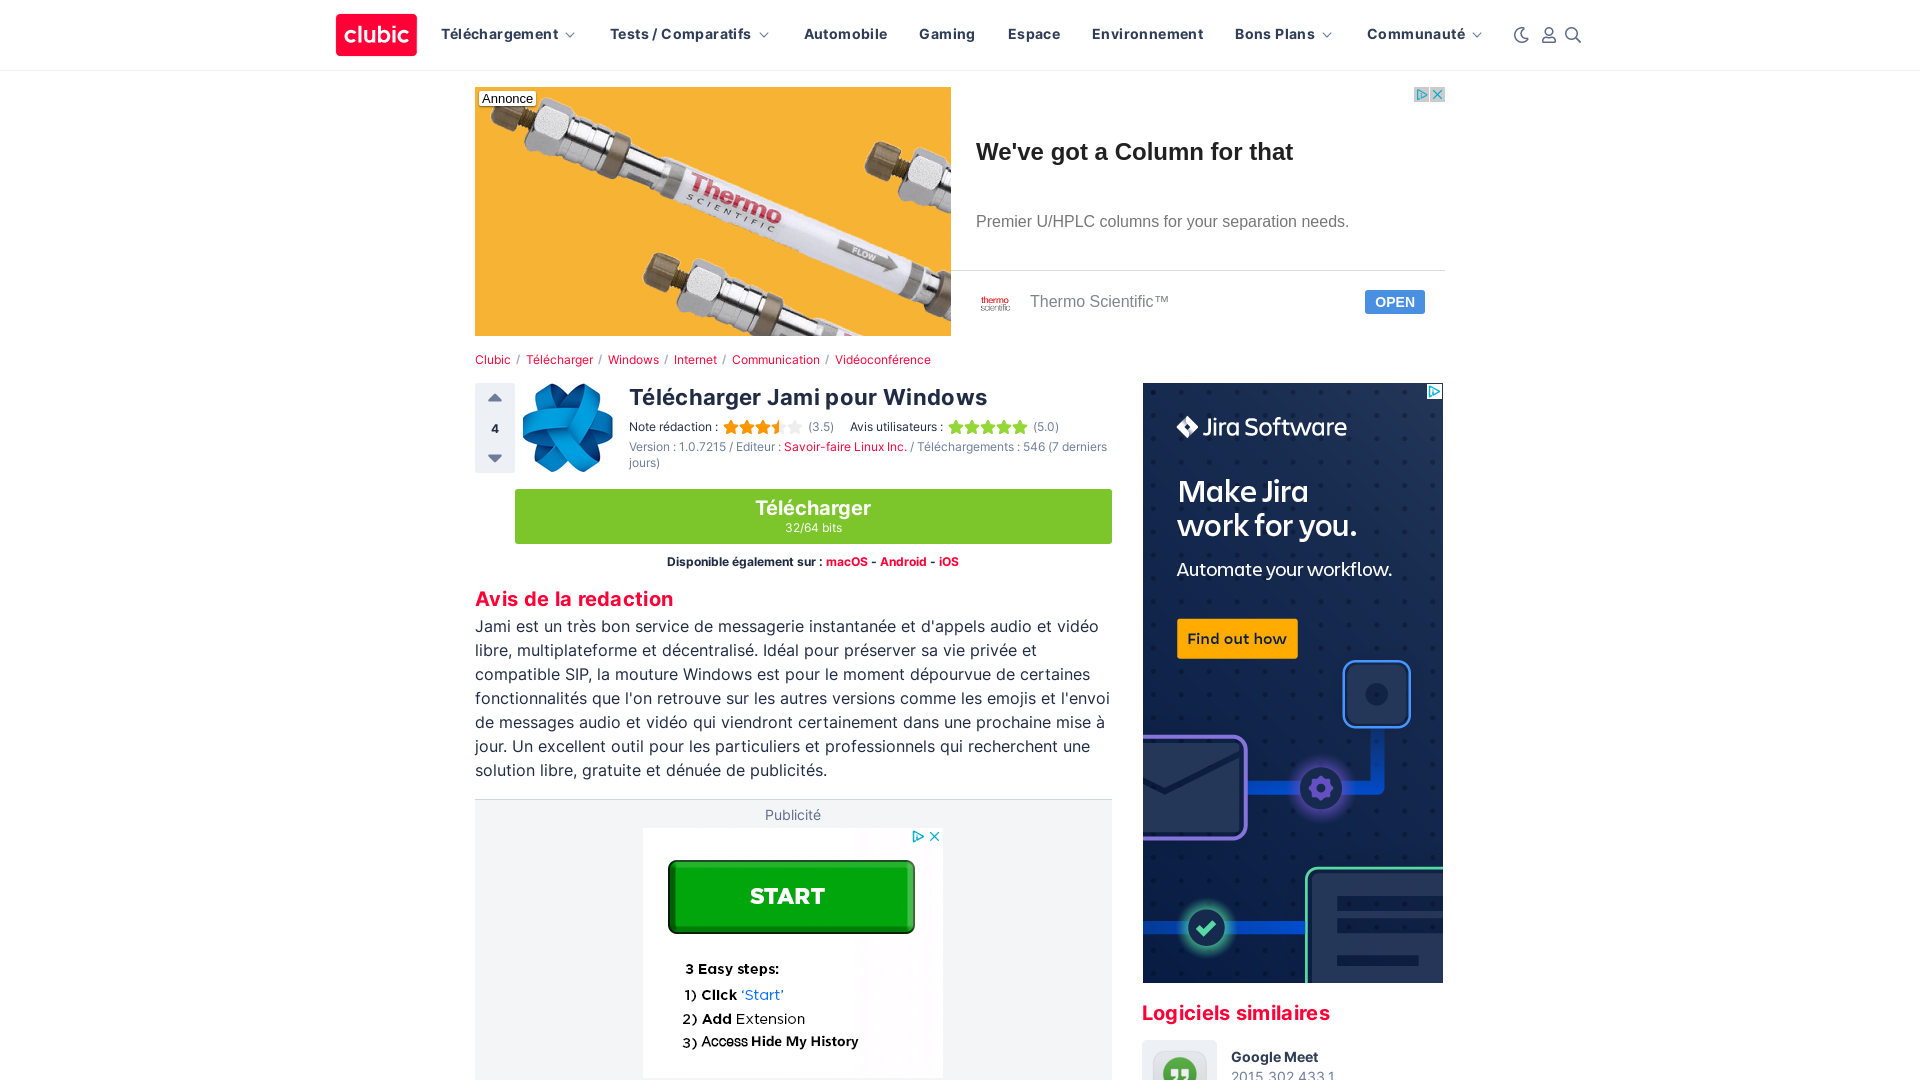 clubic
Téléchargement
Tests / Comparatifs
Automobile
Gaming
Espace
Environnement
Bons Plans
Communauté
Annonce
Thermo
SCIENTIFIC
FLOW
We've got a Column for that
Premier U/HPLC columns for your separation needs.
thermo
scientific
Thermo Scientific™
OPEN
Clubic / Télécharger / Windows / Internet / Communication / Vidéoconférence
4
Télécharger Jami pour Windows
Note rédaction : (3.5) Avis utilisateurs : (5.0)
Version : 1.0.7215 / Editeur : Savoir-faire Linux Inc. / Téléchargements : 546 (7 derniers
jours)
Télécharger
32/64 bits
Disponible également sur : macOS - Android - iOS
Avis de la redaction
Jami est un très bon service de messagerie instantanée et d'appels audio et vidéo
libre, multiplateforme et décentralisé. Idéal pour préserver sa vie privée et
compatible SIP, la mouture Windows est pour le moment dépourvue de certaines
fonctionnalités que l'on retrouve sur les autres versions comme les emojis et l'envoi
de messages audio et vidéo qui viendront certainement dans une prochaine mise à
jour. Un excellent outil pour les particuliers et professionnels qui recherchent une
solution libre, gratuite et dénuée de publicités.
Publicité
START
3 Easy steps:
1) Click 'Start'
2) Add Extension
3) Access Hide My History
Jira Software
Make Jira
work for you.
Automate your workflow.
Find out how
Logiciels similaires
Google Meet
2015.302.433.1